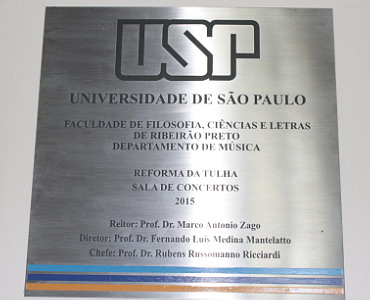 USP
UNIVERSIDADE DE SÃO PAULO
FACULDADE DE FILOSOFIA, CIÊNCIAS E LETRAS
DE RIBEIRÃO PRETO
DEPARTAMENTO DE MÚSICA
REFORMA DA TULHA
SALA DE CONCERTOS
2015
Reitor: Prof. Dr. Marco Antonio Zago
Diretor: Prof. Dr. Fernando Luis Medina Mantelatto
Chefe: Prof. Dr. Rubens Russomanno Ricciardi